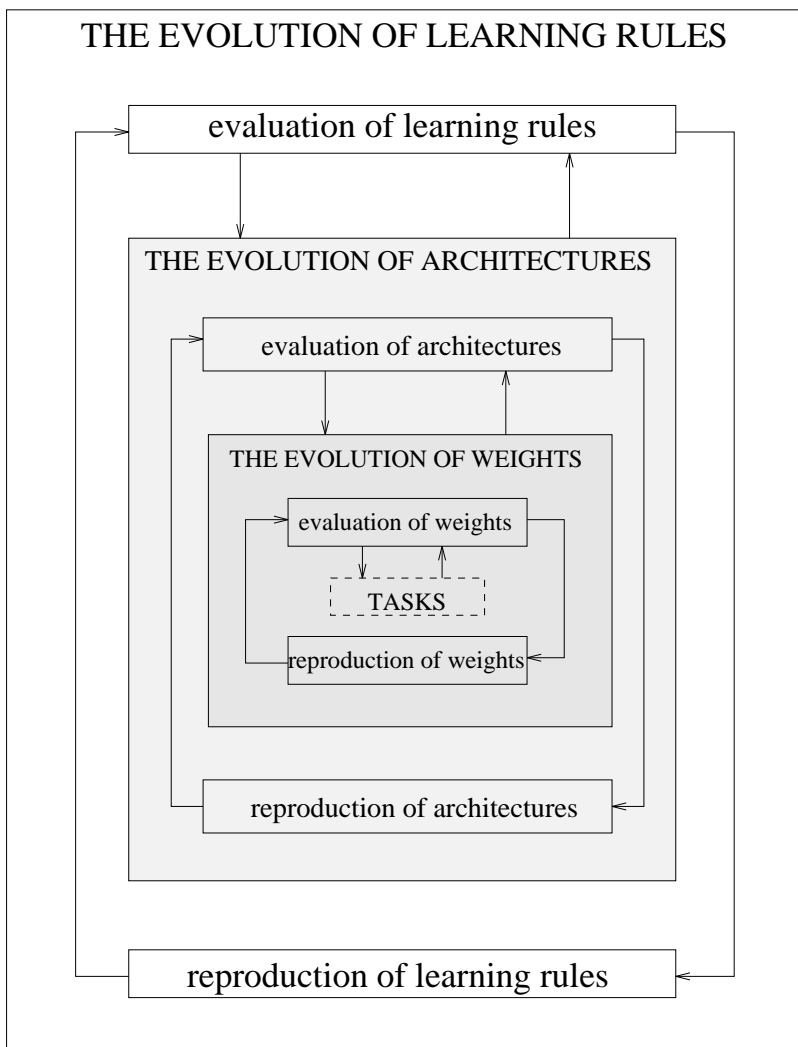 THE EVOLUTION OF LEARNING RULES
evaluation of learning rules
THE EVOLUTION OF ARCHITECTURES
evaluation of architectures
THE EVOLUTION OF WEIGHTS
evaluation of weights
TASKS
reproduction of weights
reproduction of architectures
reproduction of learning rules